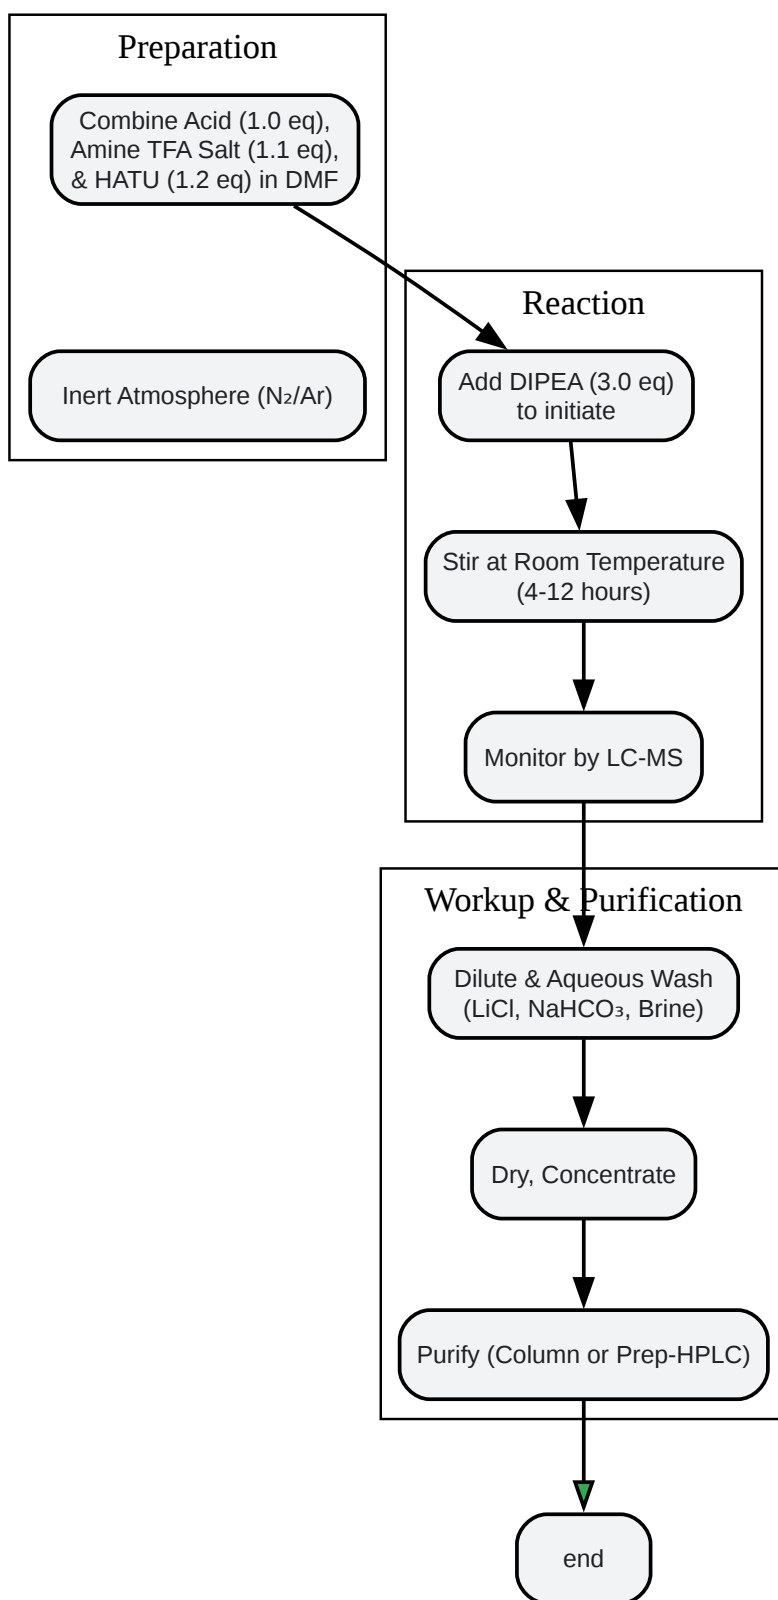 Preparation
Combine Acid (1.0 eq),
Amine TFA Salt (1.1 eq),
& HATU (1.2 eq) in DMF
Inert Atmosphere (N₂/Ar)
Reaction
Add DIPEA (3.0 eq)
to initiate
Stir at Room Temperature
(4-12 hours)
Monitor by LC-MS
Workup & Purification
Dilute & Aqueous Wash
(LiCl, NaHCO₃, Brine)
Dry, Concentrate
Purify (Column or Prep-HPLC)
end